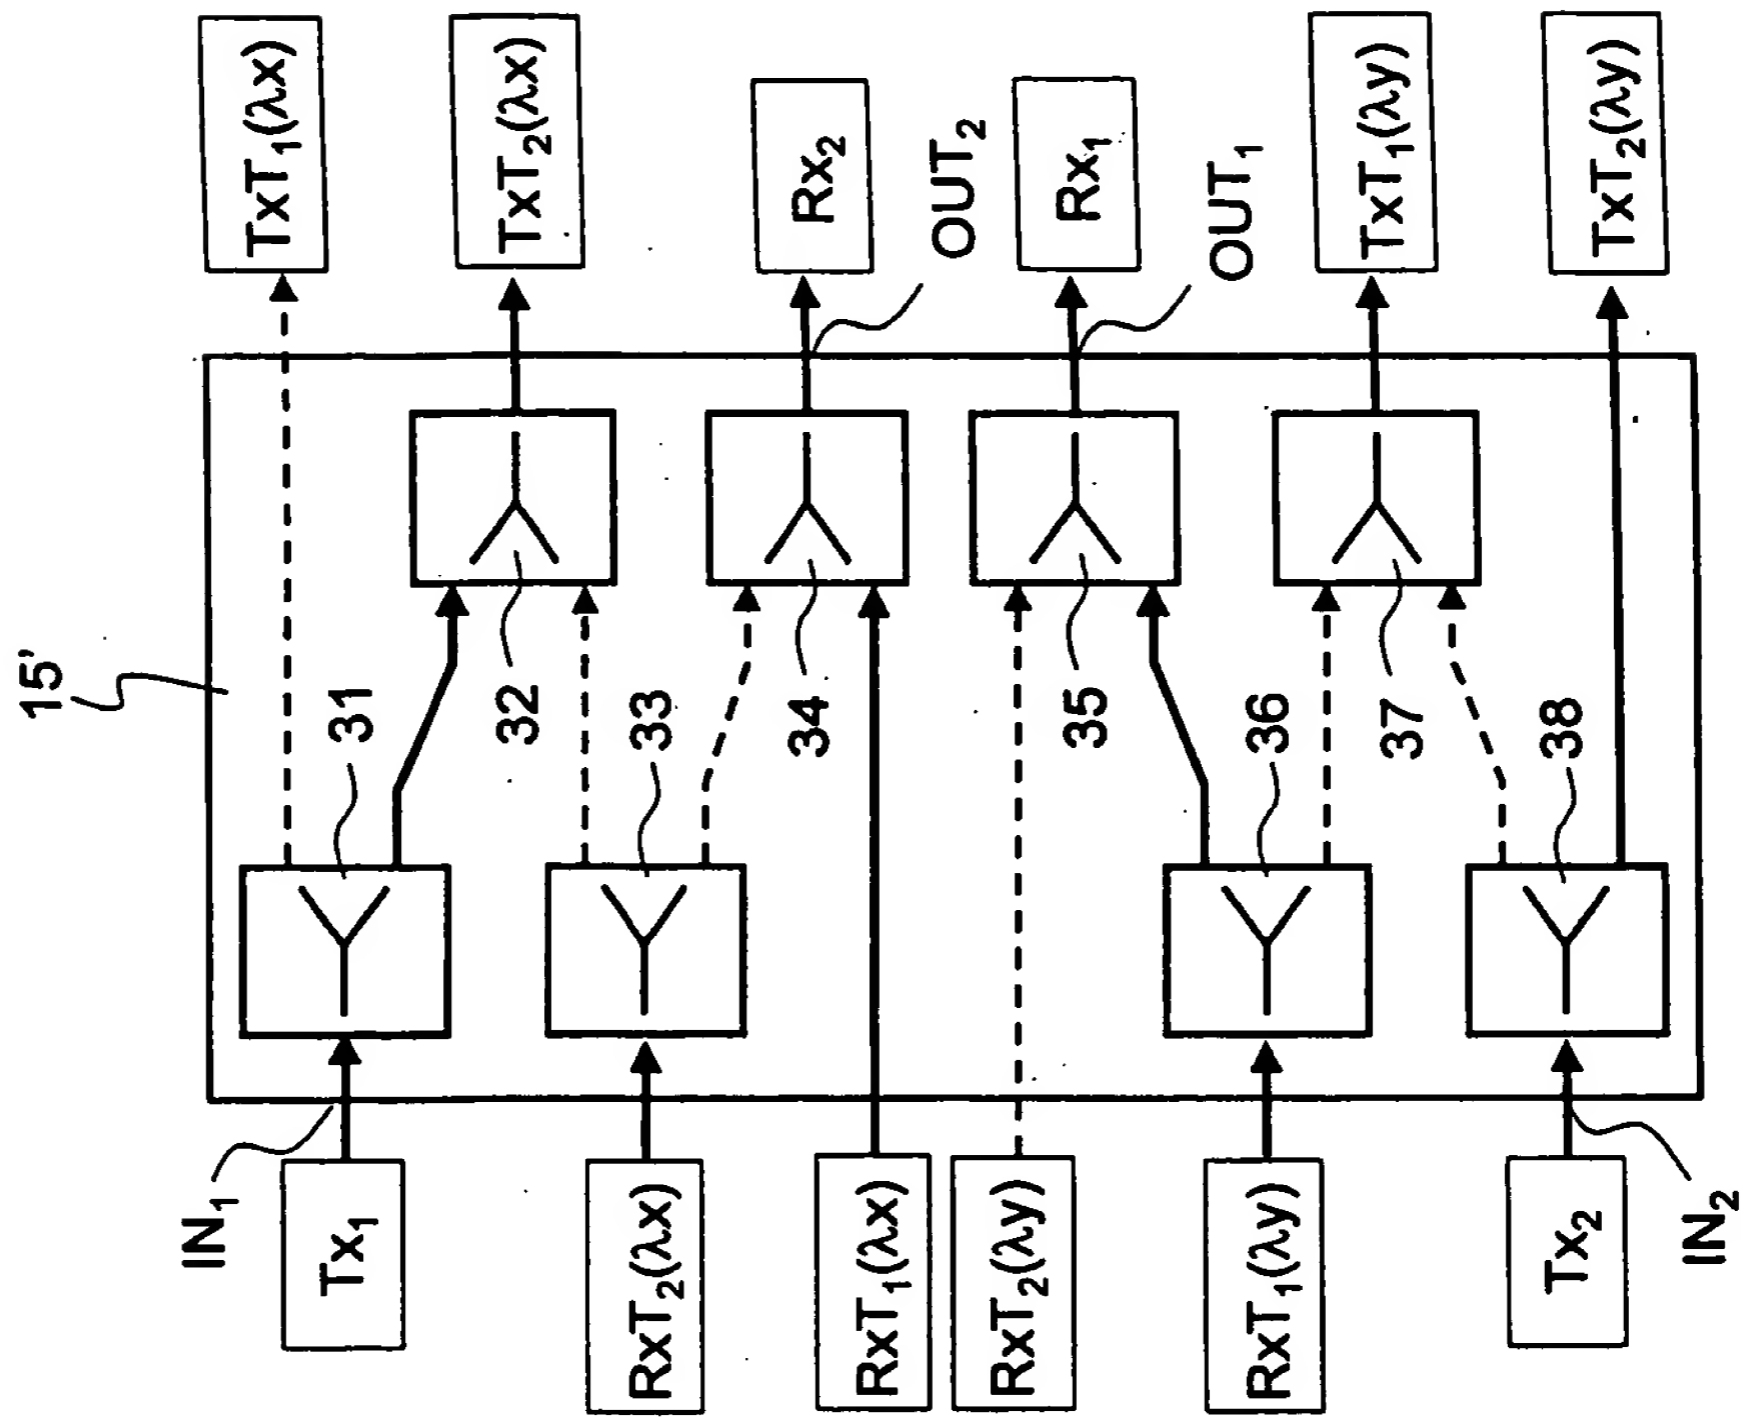 15'
TxT₁(λx)
TxT₂(λx)
Rx₂
OUT₂
Rx₁
OUT₁
TxT₁(λy)
TxT₂(λy)
31
32
33
34
35
36
37
38
IN₁
Tx₁
RxT₂(λx)
RxT₁(λx)
RxT₂(λy)
RxT₁(λy)
Tx₂
IN₂